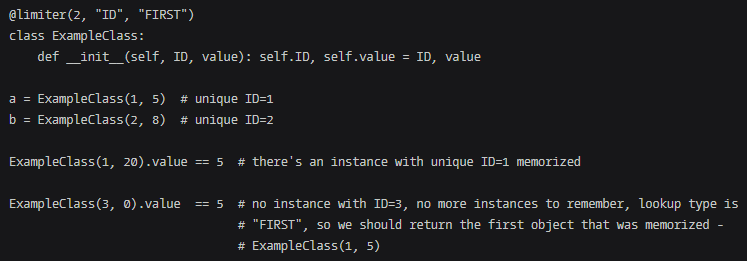 @limiter(2, "ID", "FIRST")
class ExampleClass:
    def __init__(self, ID, value): self.ID, self.value = ID, value
a = ExampleClass(1, 5)  # unique ID=1
b = ExampleClass(2, 8)  # unique ID=2
ExampleClass(1, 20).value == 5  # there's an instance with unique ID=1 memorized
ExampleClass(3, 0).value  == 5  # no instance with ID=3, no more instances to remember, lookup type is
                                # "FIRST", so we should return the first object that was memorized -
                                # ExampleClass(1, 5)